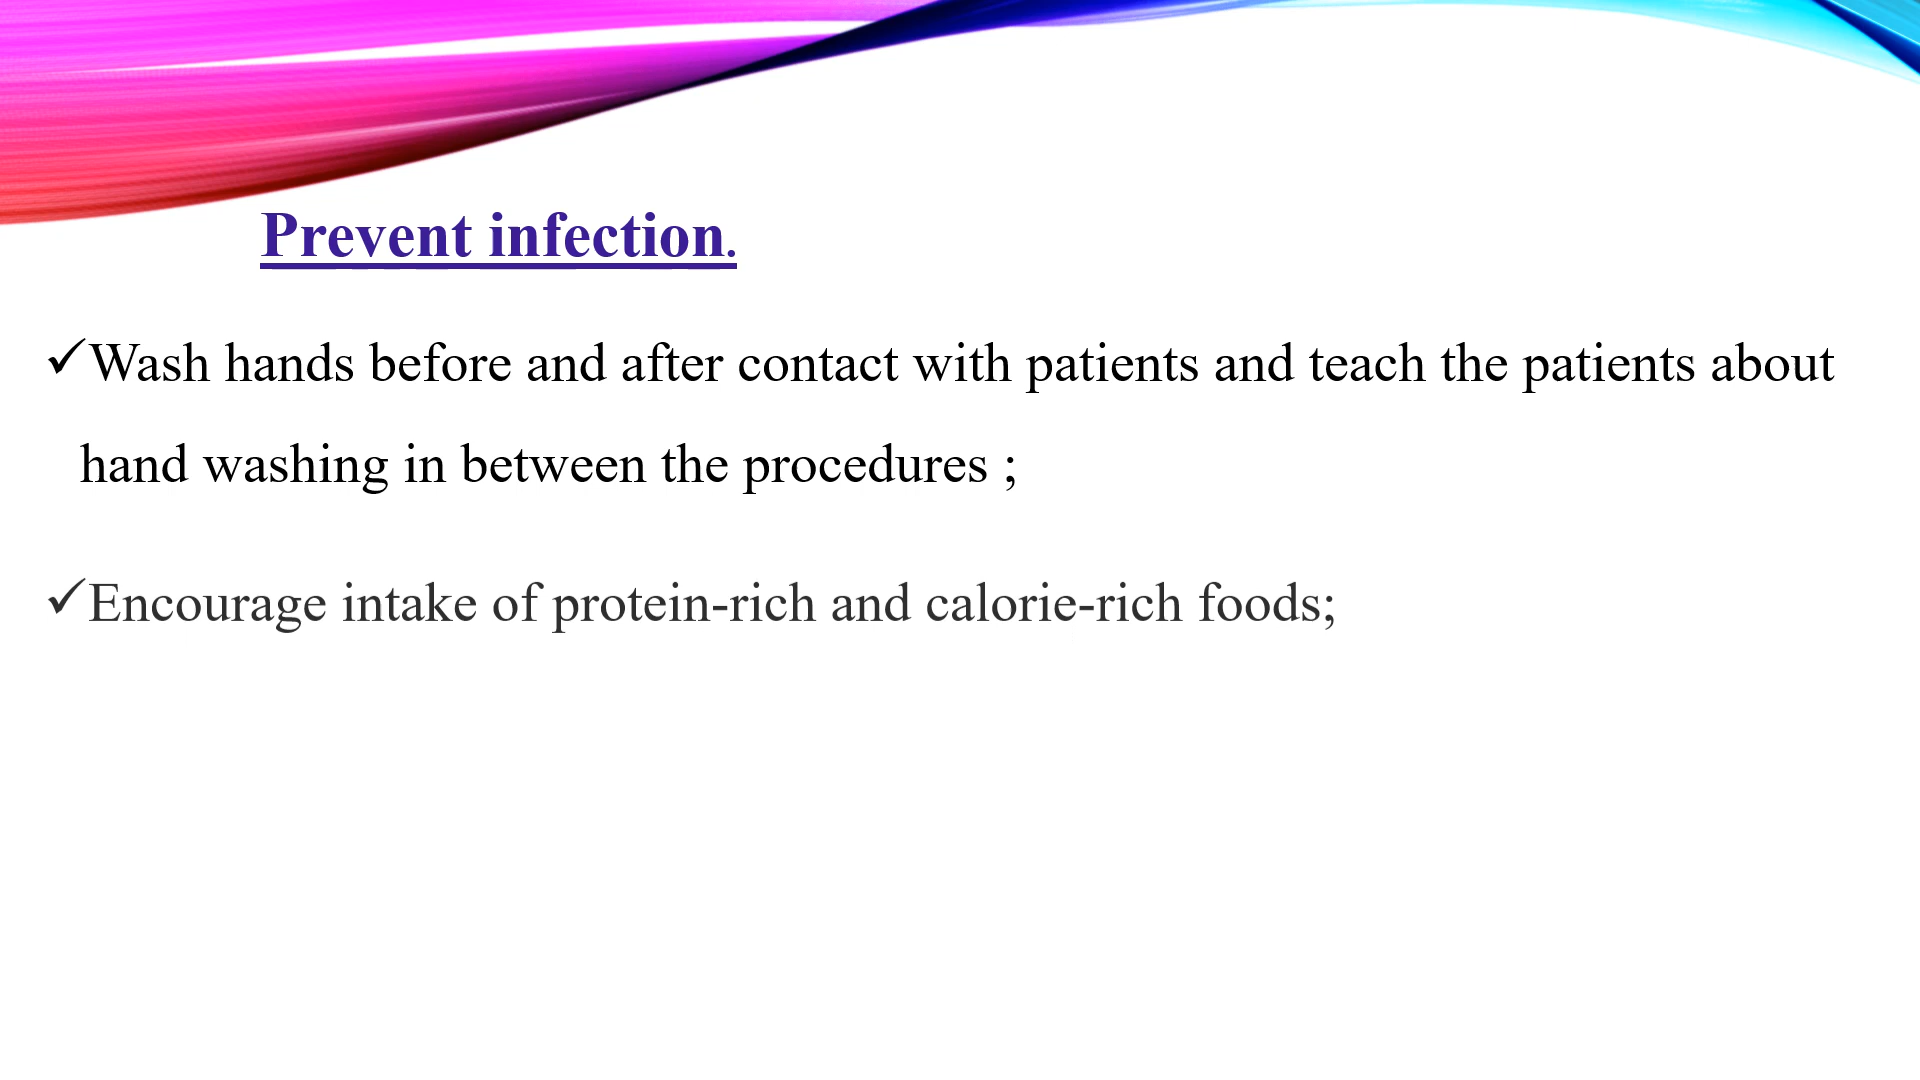 Prevent infection.
✓Wash hands before and after contact with patients and teach the patients about
hand washing in between the procedures ;
✓Encourage intake of protein-rich and calorie-rich foods;